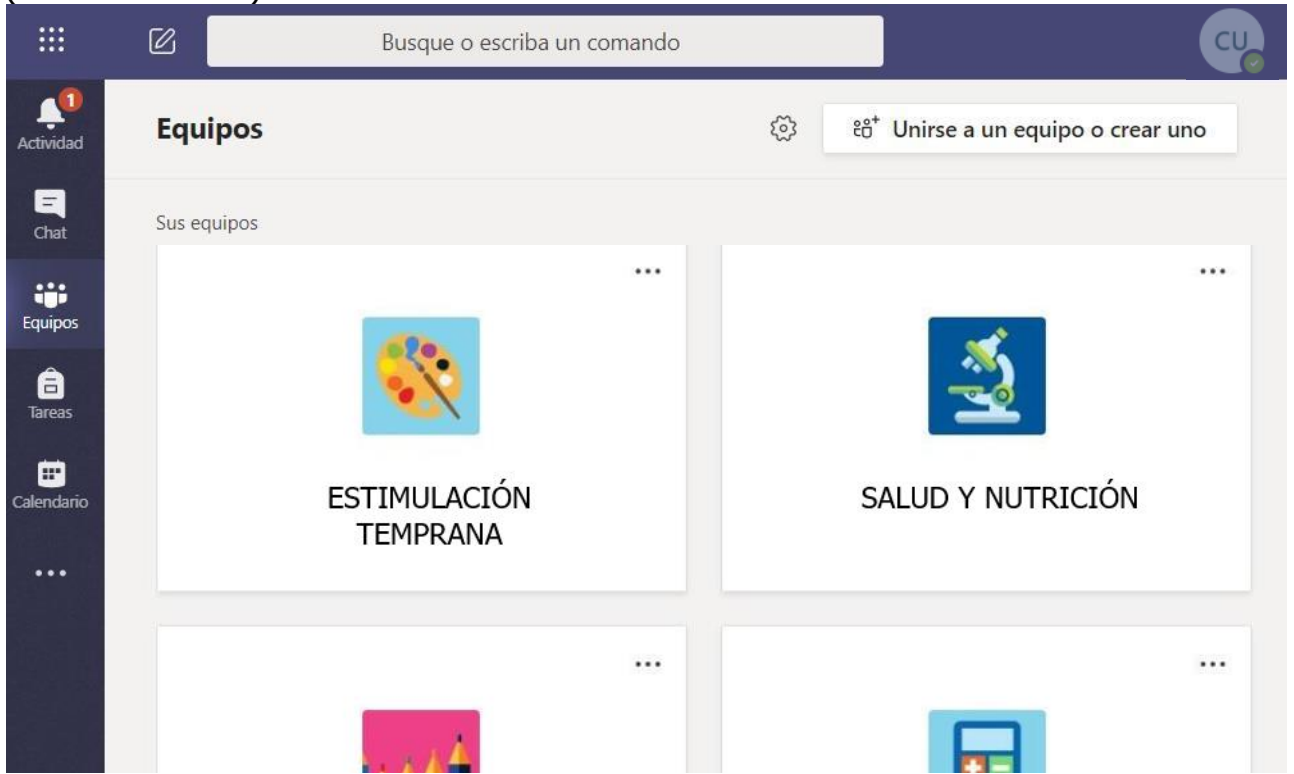 Busque o escriba un comando
CU
1
Actividad
Equipos
Unirse a un equipo o crear uno
Chat
Sus equipos
Equipos
Tareas
Calendario
ESTIMULACIÓN
TEMPRANA
SALUD Y NUTRICIÓN